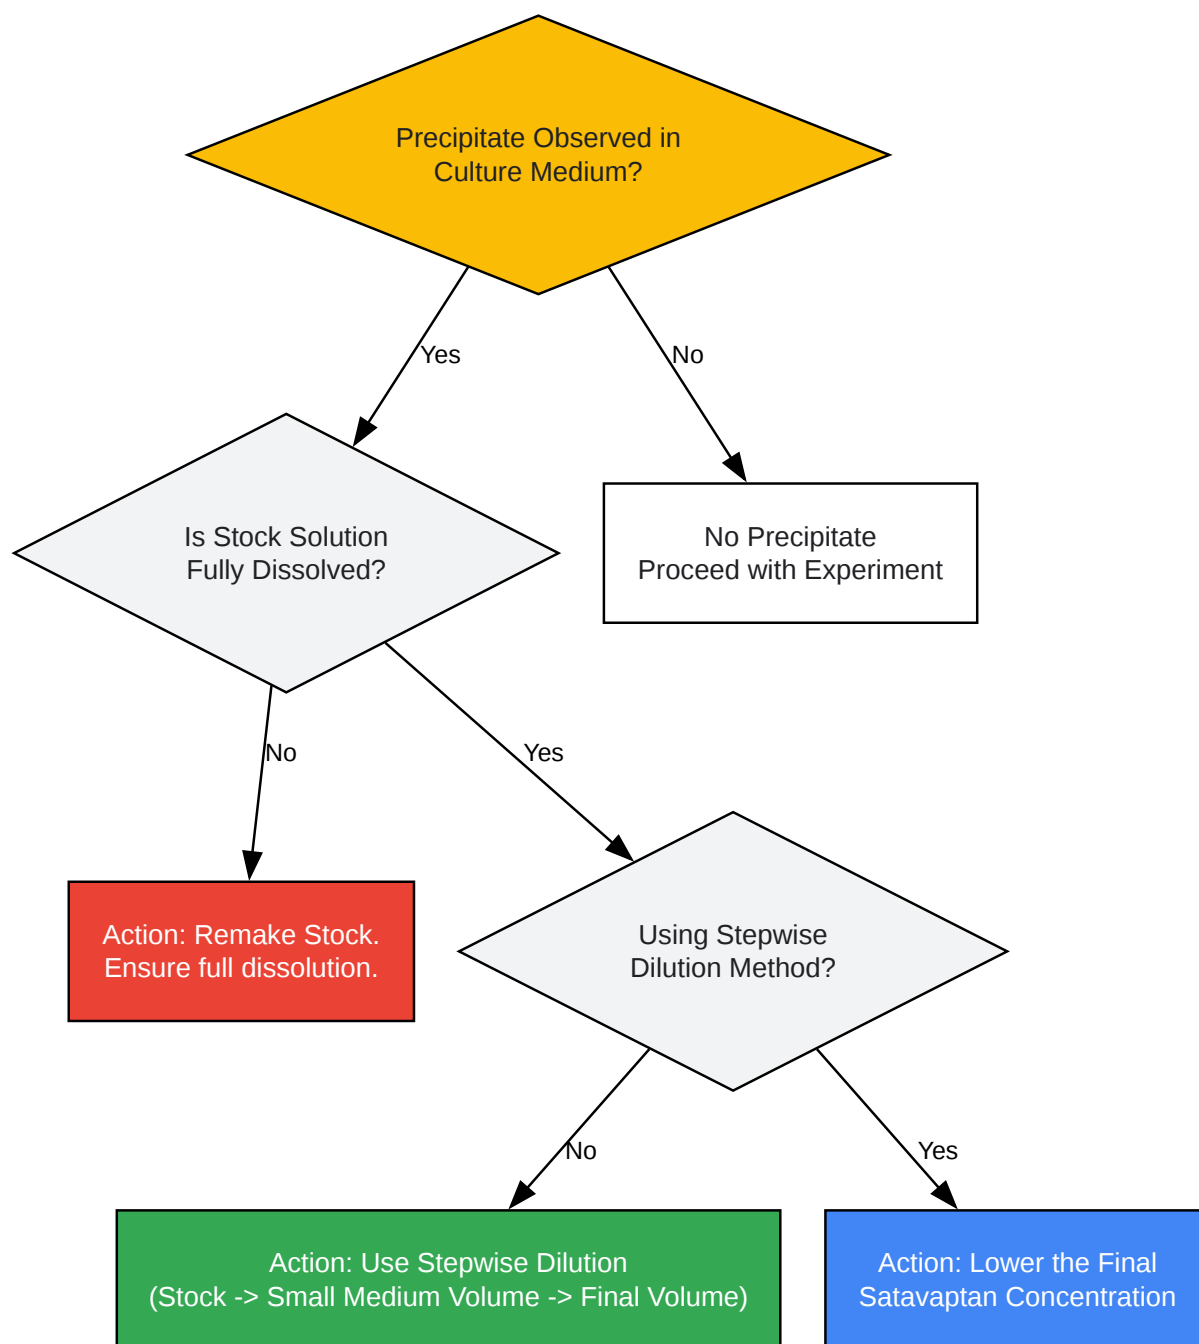 Precipitate Observed in
Culture Medium?
Yes
No
Is Stock Solution
Fully Dissolved?
No Precipitate
Proceed with Experiment
No
Yes
Action: Remake Stock.
Ensure full dissolution.
Using Stepwise
Dilution Method?
No
Yes
Action: Use Stepwise Dilution
(Stock -> Small Medium Volume -> Final Volume)
Action: Lower the Final
Satavaptan Concentration